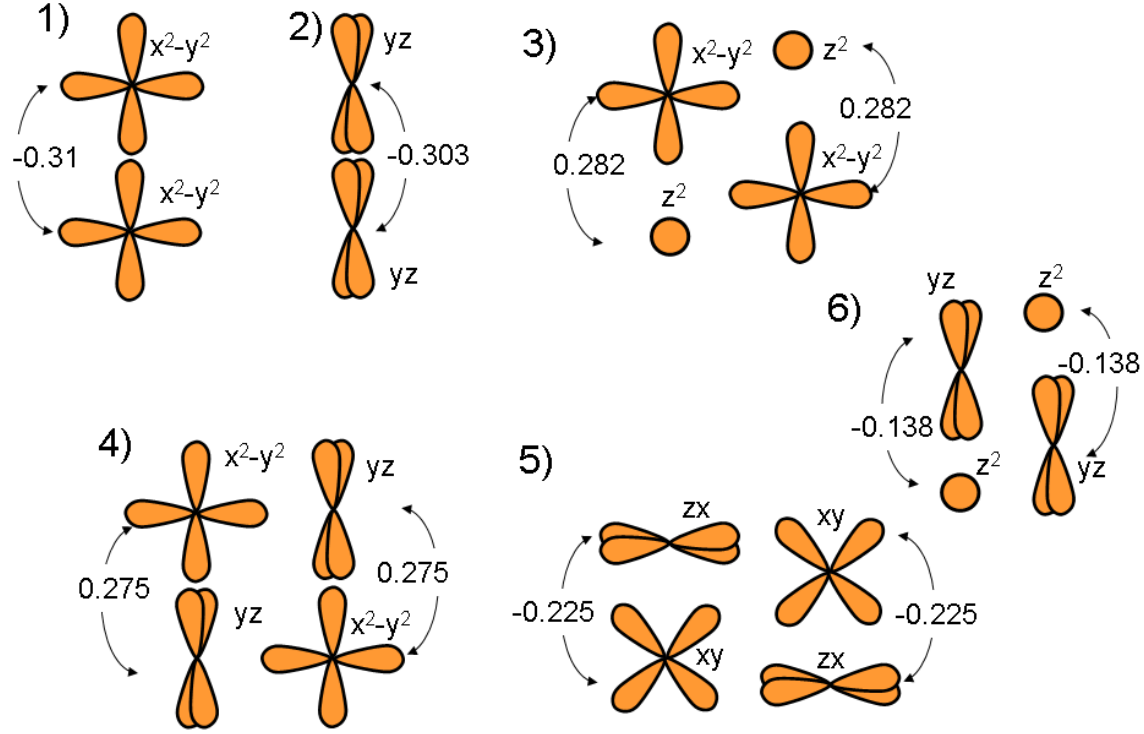 1)
x²-y²
-0.31
x²-y²
2)
yz
-0.303
yz
3)
x²-y²
z²
0.282
0.282
x²-y²
z²
4)
x²-y²
yz
0.275
0.275
yz
x²-y²
5)
zx
xy
-0.225
-0.225
xy
zx
6)
yz
z²
-0.138
-0.138
z²
yz